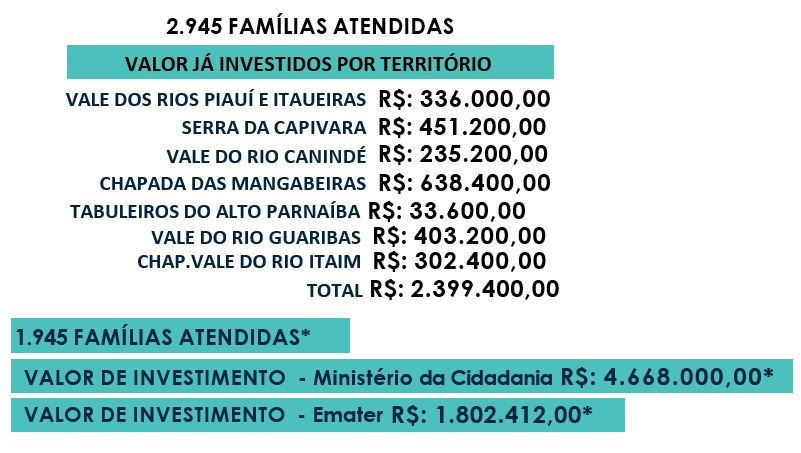 2.945 FAMÍLIAS ATENDIDAS
VALOR JÁ INVESTIDOS POR TERRITÓRIO
VALE DOS RIOS PIAUÍ E ITAUEIRAS R$: 336.000,00
SERRA DA CAPIVARA R$: 451.200,00
VALE DO RIO CANINDÉ R$: 235.200,00
CHAPADA DAS MANGABEIRAS R$: 638.400,00
TABULEIROS DO ALTO PARNAÍBA R$: 33.600,00
VALE DO RIO GUARIBAS R$: 403.200,00
CHAP.VALE DO RIO ITAIM R$: 302.400,00
TOTAL R$: 2.399.400,00
1.945 FAMÍLIAS ATENDIDAS*
VALOR DE INVESTIMENTO - Ministério da Cidadania R$: 4.668.000,00*
VALOR DE INVESTIMENTO - Emater R$: 1.802.412,00*